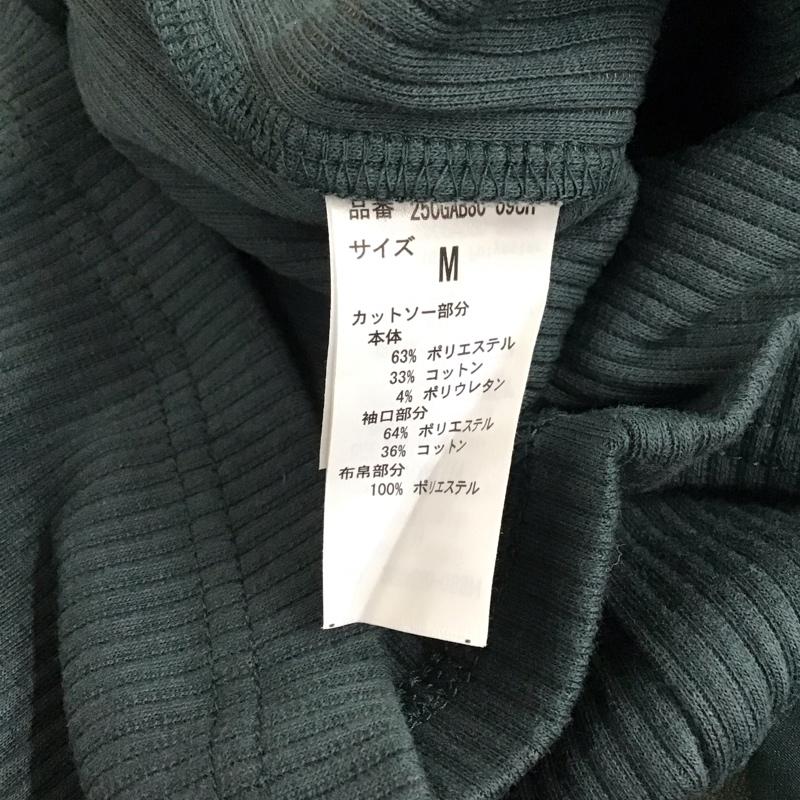 品番
サイズ M
カットソー部分
本体
63% ポリエステル
33% コットン
4% ポリウレタン
袖口部分
64% ポリエステル
36% コットン
布帛部分
100% ポリエステル